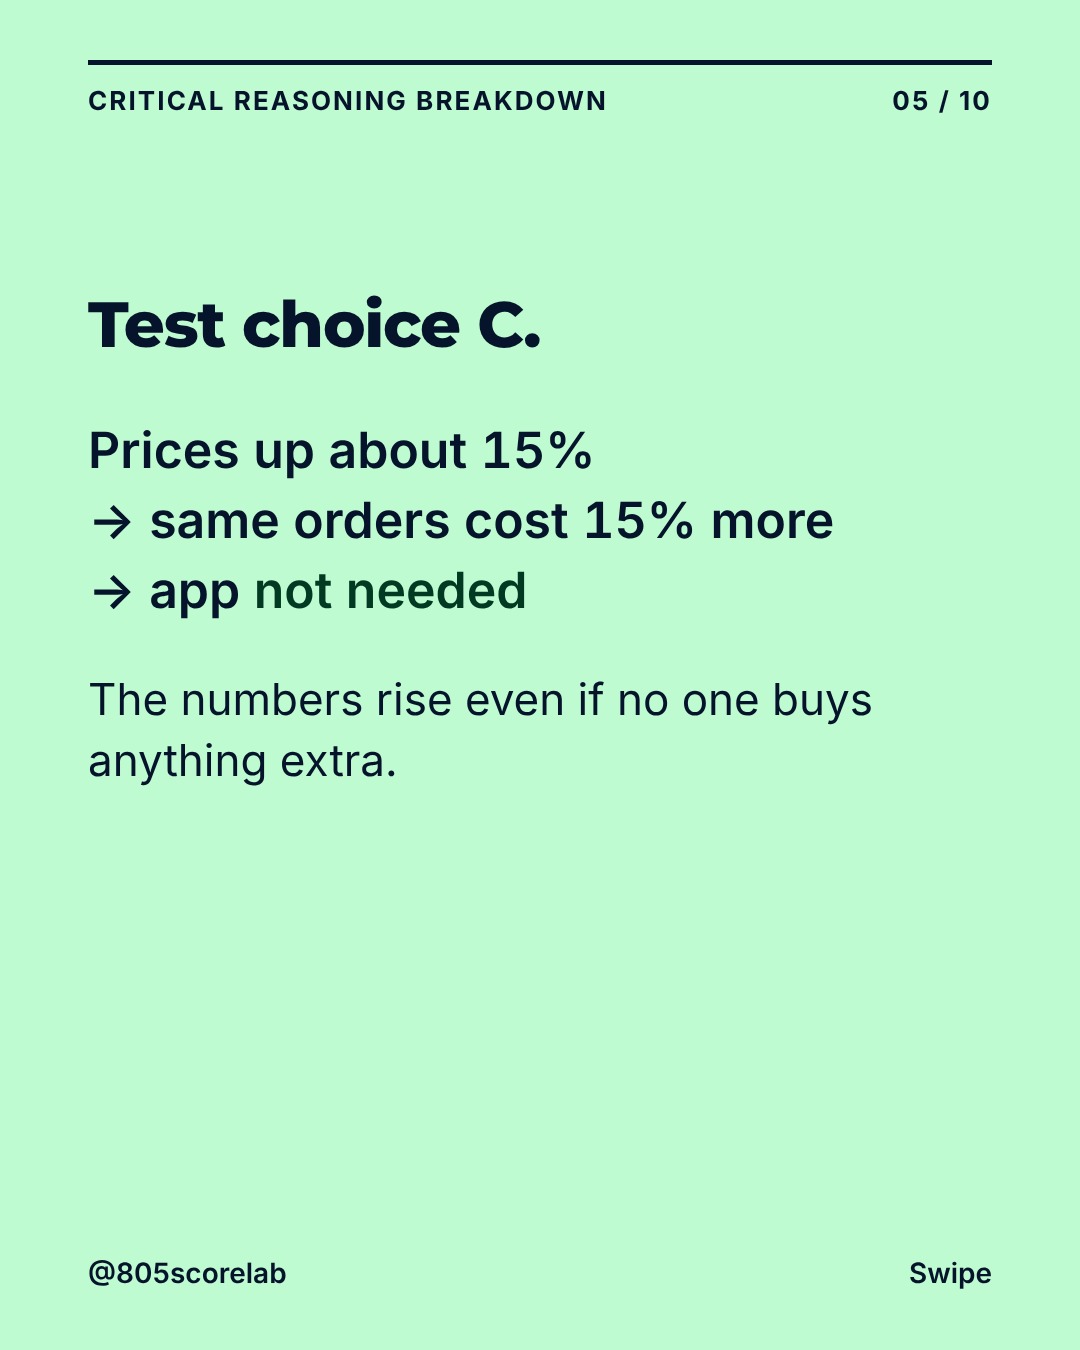 CRITICAL REASONING BREAKDOWN
05 / 10
Test choice C.
Prices up about 15%
→ same orders cost 15% more
→ app not needed
The numbers rise even if no one buys
anything extra.
@805scorelab
Swipe